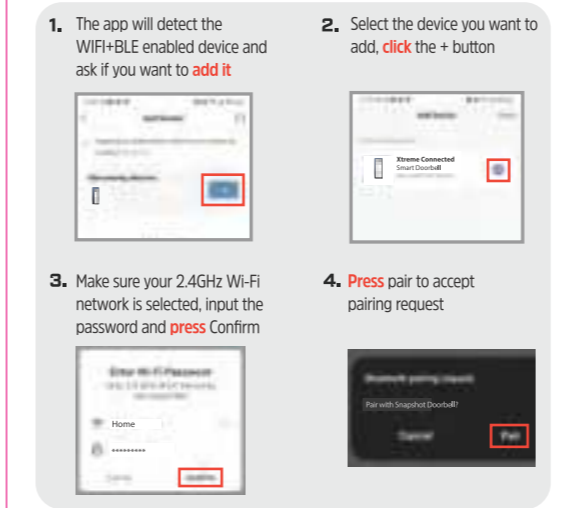 1. The app will detect the
WIFI+BLE enabled device and
ask if you want to add it
2. Select the device you want to
add, click the + button
Xtreme Connected
Smart Doorbell
3. Make sure your 2.4GHz Wi-Fi
network is selected, input the
password and press Confirm
Enter Wi-Fi Password
Home
•••••••••
4. Press pair to accept
pairing request
Bluetooth pairing request
Pair with Snapshot Doorbell?
Cancel
Pair